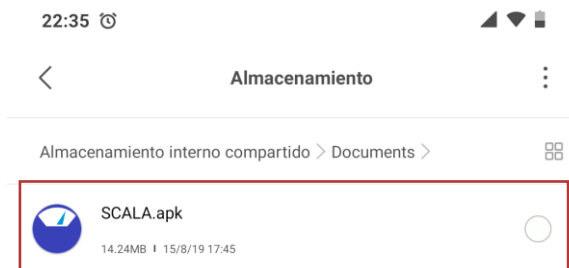 22:35
Almacenamiento
Almacenamiento interno compartido > Documents >
SCALA.apk
14.24MB I 15/8/19 17:45